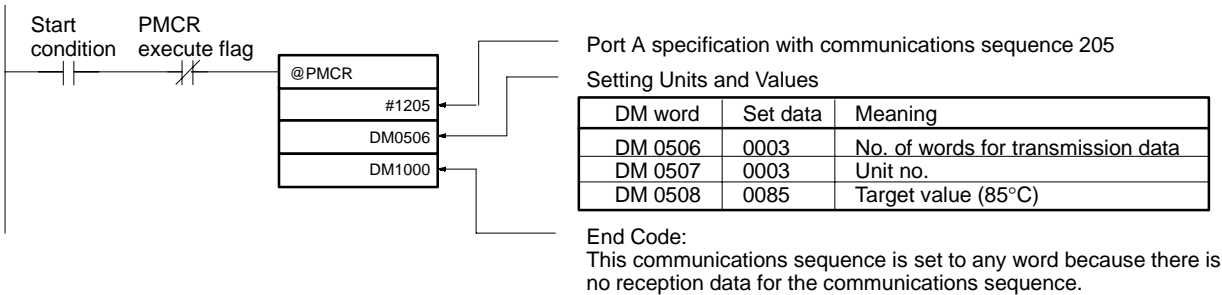 Start condition
PMCR execute flag
@PMCR
#1205
DM0506
DM1000
Port A specification with communications sequence 205
Setting Units and Values
DM word Set data Meaning
DM 0506 0003 No. of words for transmission data
DM 0507 0003 Unit no.
DM 0508 0085 Target value (85°C)
End Code:
This communications sequence is set to any word because there is
no reception data for the communications sequence.